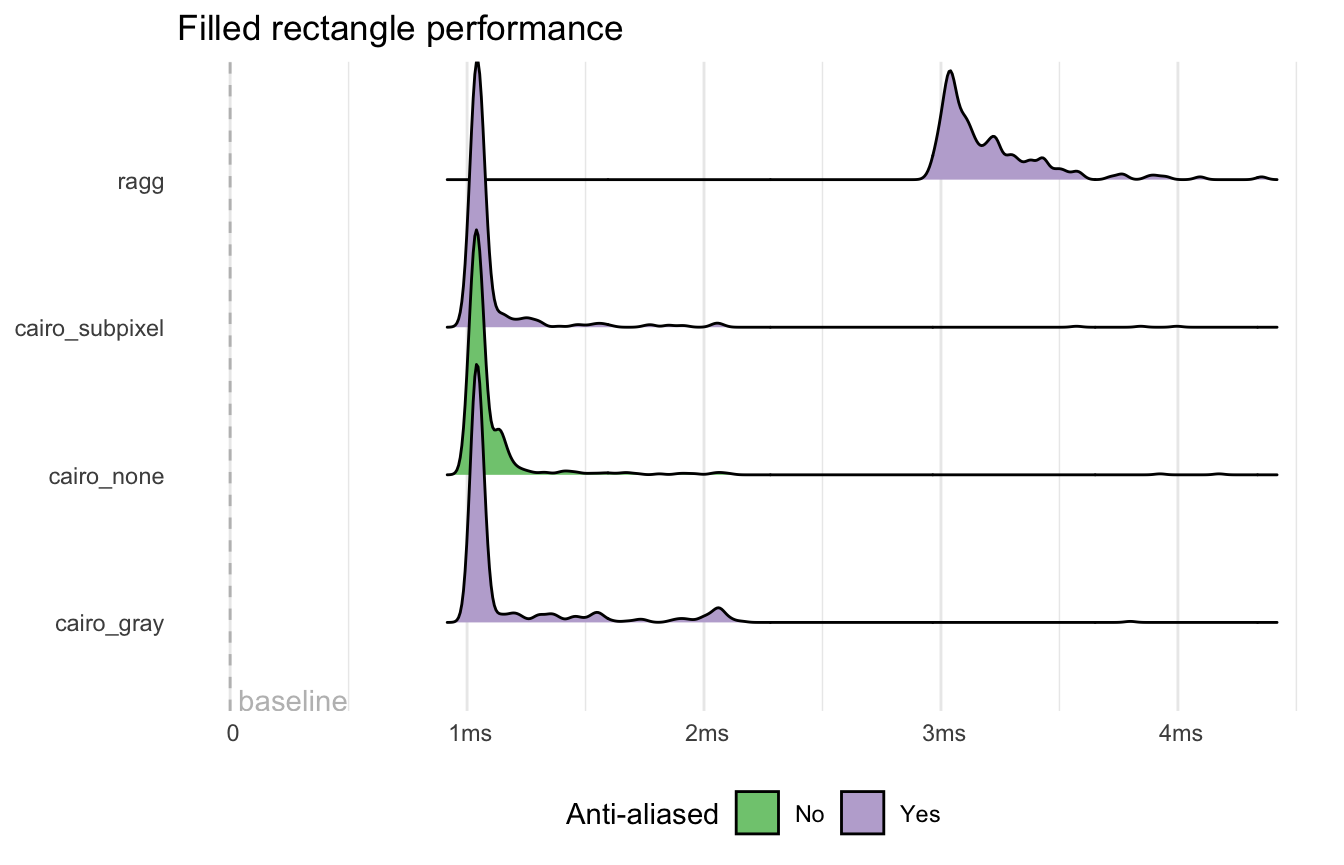 Filled rectangle performance
ragg
cairo_subpixel
cairo_none
cairo_gray
baseline
0 1ms 2ms 3ms 4ms
Anti-aliased No Yes